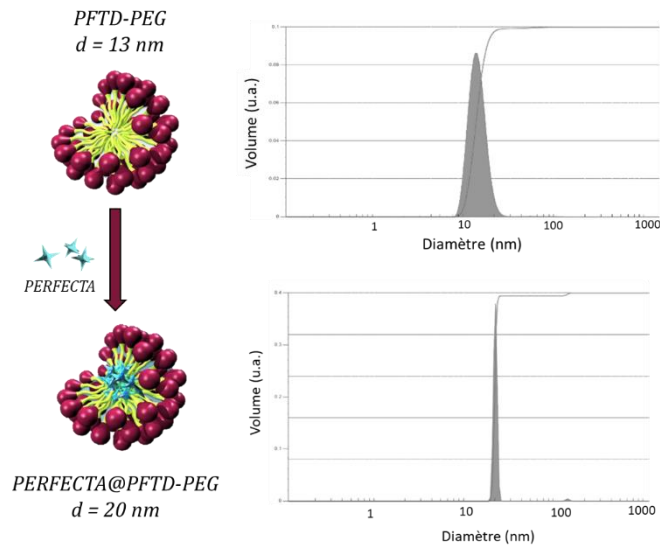 PFTD-PEG
d = 13 nm
PERFECTA
PERFECTA@PFTD-PEG
d = 20 nm
Volume (u.a.)
0.1
0.08
0.06
0.04
0.02
0
1
10
100
1000
Diamètre (nm)
Volume (u.a.)
0.4
0.3
0.2
0.1
0
1
10
100
1000
Diamètre (nm)